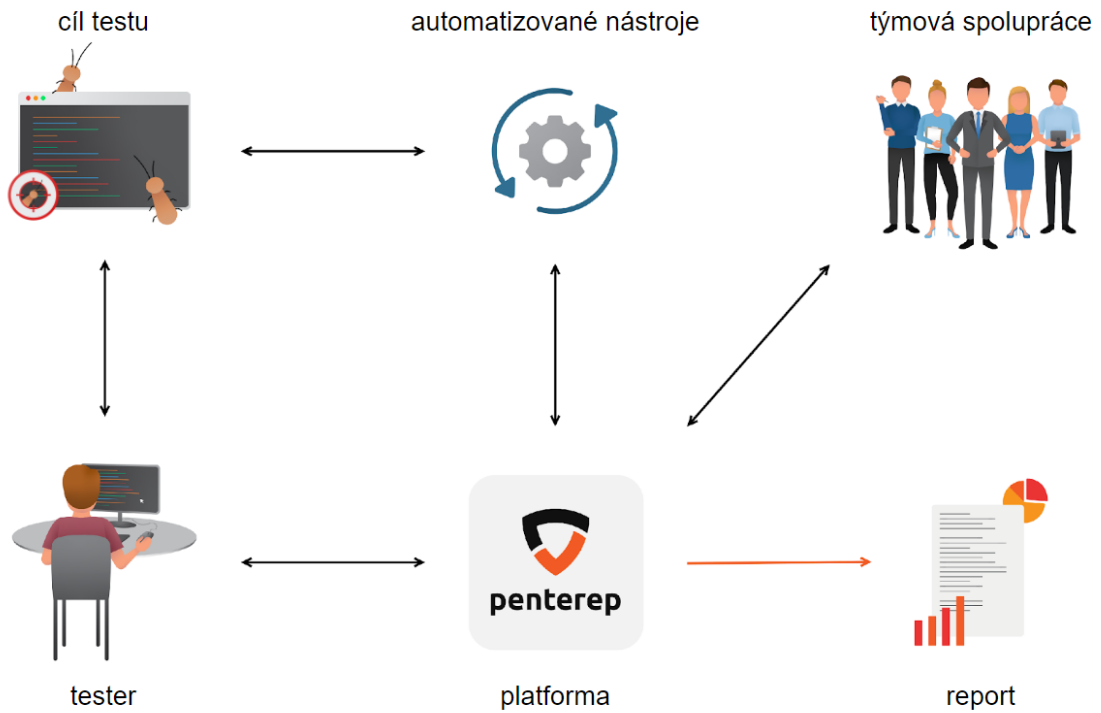 cíl testu
automatizované nástroje
týmová spolupráce
penterep
tester
platforma
report